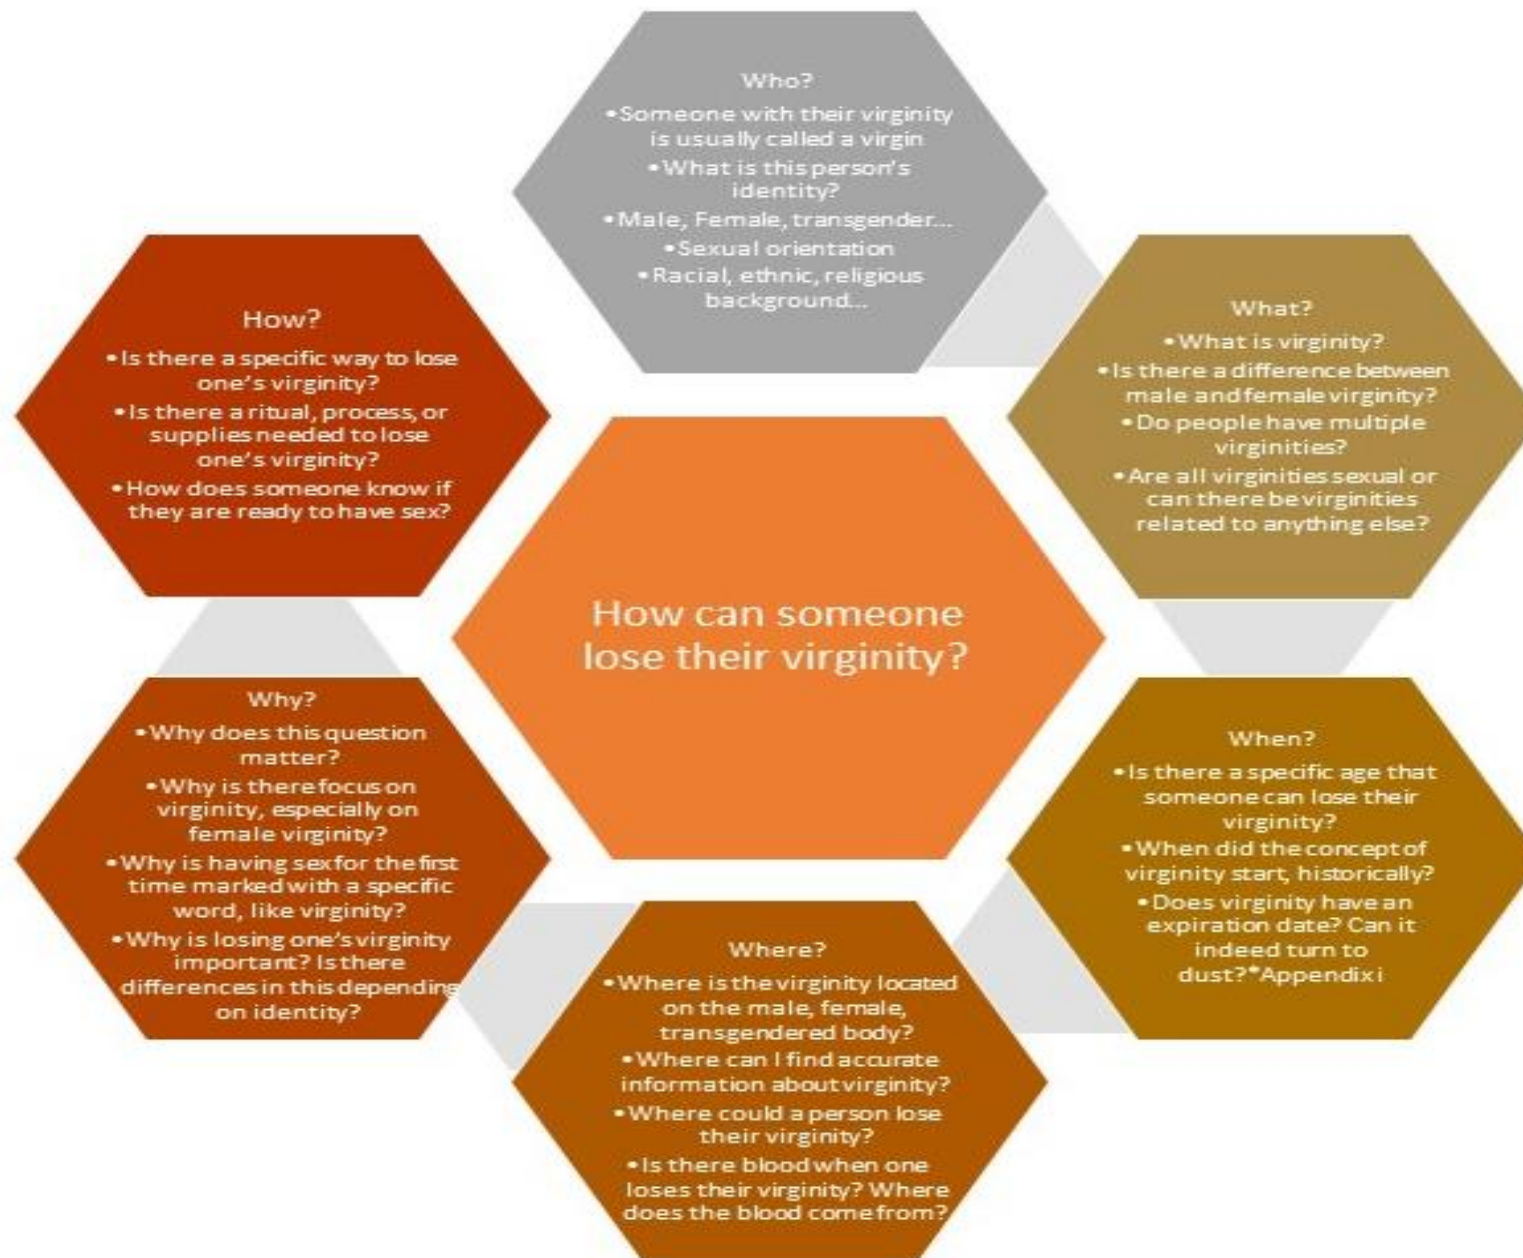 Who?
•Someone with their virginity
is usually called a virgin
•What is this person's
identity?
•Male, Female, transgender...
•Sexual orientation
•Racial, ethnic, religious
background...
What?
•What is virginity?
•Is there a difference between
male and female virginity?
•Do people have multiple
virginities?
•Are all virginities sexual or
can there be virginities
related to anything else?
When?
•Is there a specific age that
someone can lose their
virginity?
•When did the concept of
virginity start, historically?
•Does virginity have an
expiration date? Can it
indeed turn to
dust?*Appendix i
Where?
•Where is the virginity located
on the male, female,
transgendered body?
•Where can I find accurate
information about virginity?
•Where could a person lose
their virginity?
•Is there blood when one
loses their virginity? Where
does the blood come from?
Why?
•Why does this question
matter?
•Why is there focus on
virginity, especially on
female virginity?
•Why is having sex for the first
time marked with a specific
word, like virginity?
•Why is losing one's virginity
important? Is there
differences in this depending
on identity?
How?
•Is there a specific way to lose
one's virginity?
•Is there a ritual, process, or
supplies needed to lose
one's virginity?
•How does someone know if
they are ready to have sex?
How can someone
lose their virginity?